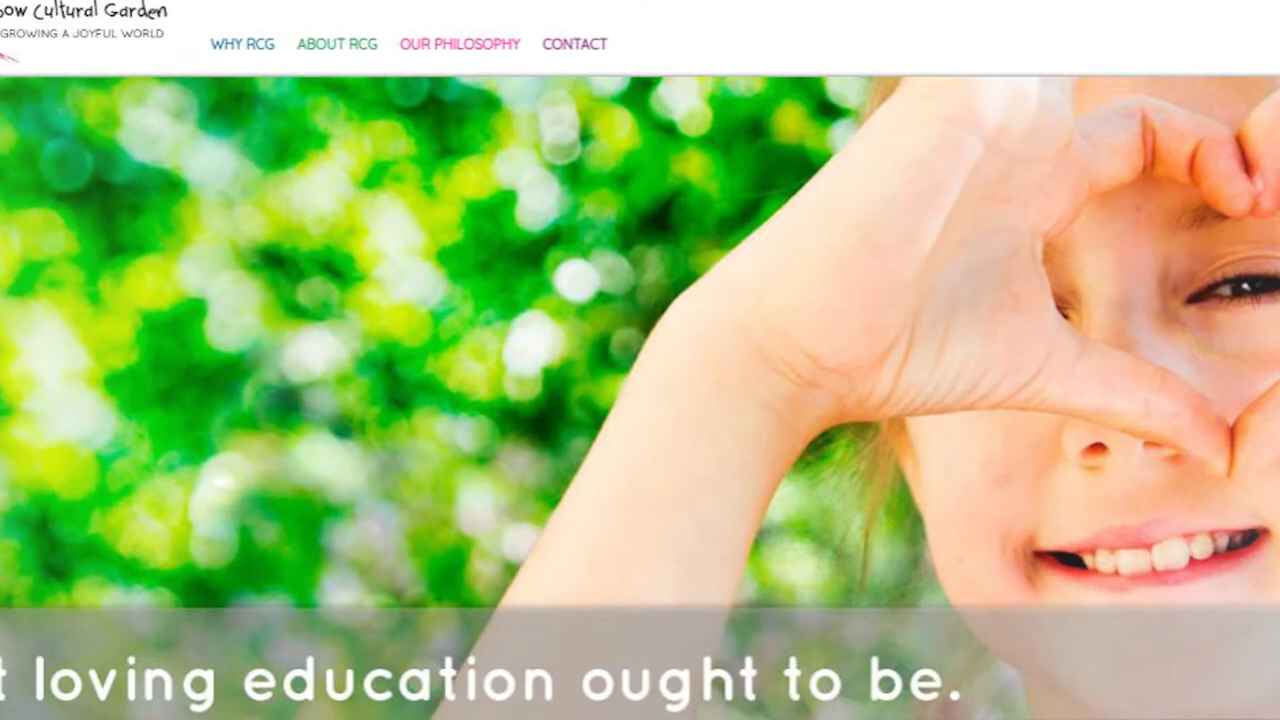 ow Cultural Garden
GROWING A JOYFUL WORLD
WHY RCG ABOUT RCG OUR PHILOSOPHY CONTACT
t loving education ought to be.